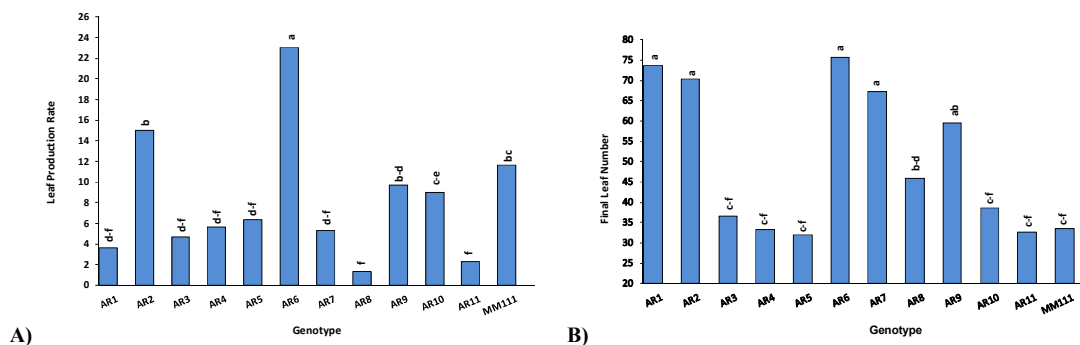 26
24
22
20
18
16
14
12
10
8
6
4
2
0
Leaf Production Rate
d-f
b
d-f
d-f
d-f
a
d-f
f
b-d
c-e
f
bc
AR1 AR2 AR3 AR4 AR5 AR6 AR7 AR8 AR9 AR10 AR11 MM111
Genotype
A)
80
75
70
65
60
55
50
45
40
35
30
25
20
Final Leaf Number
a
a
c-f
c-f
c-f
a
a
b-d
ab
c-f
c-f
c-f
AR1 AR2 AR3 AR4 AR5 AR6 AR7 AR8 AR9 AR10 AR11 MM111
Genotype
B)